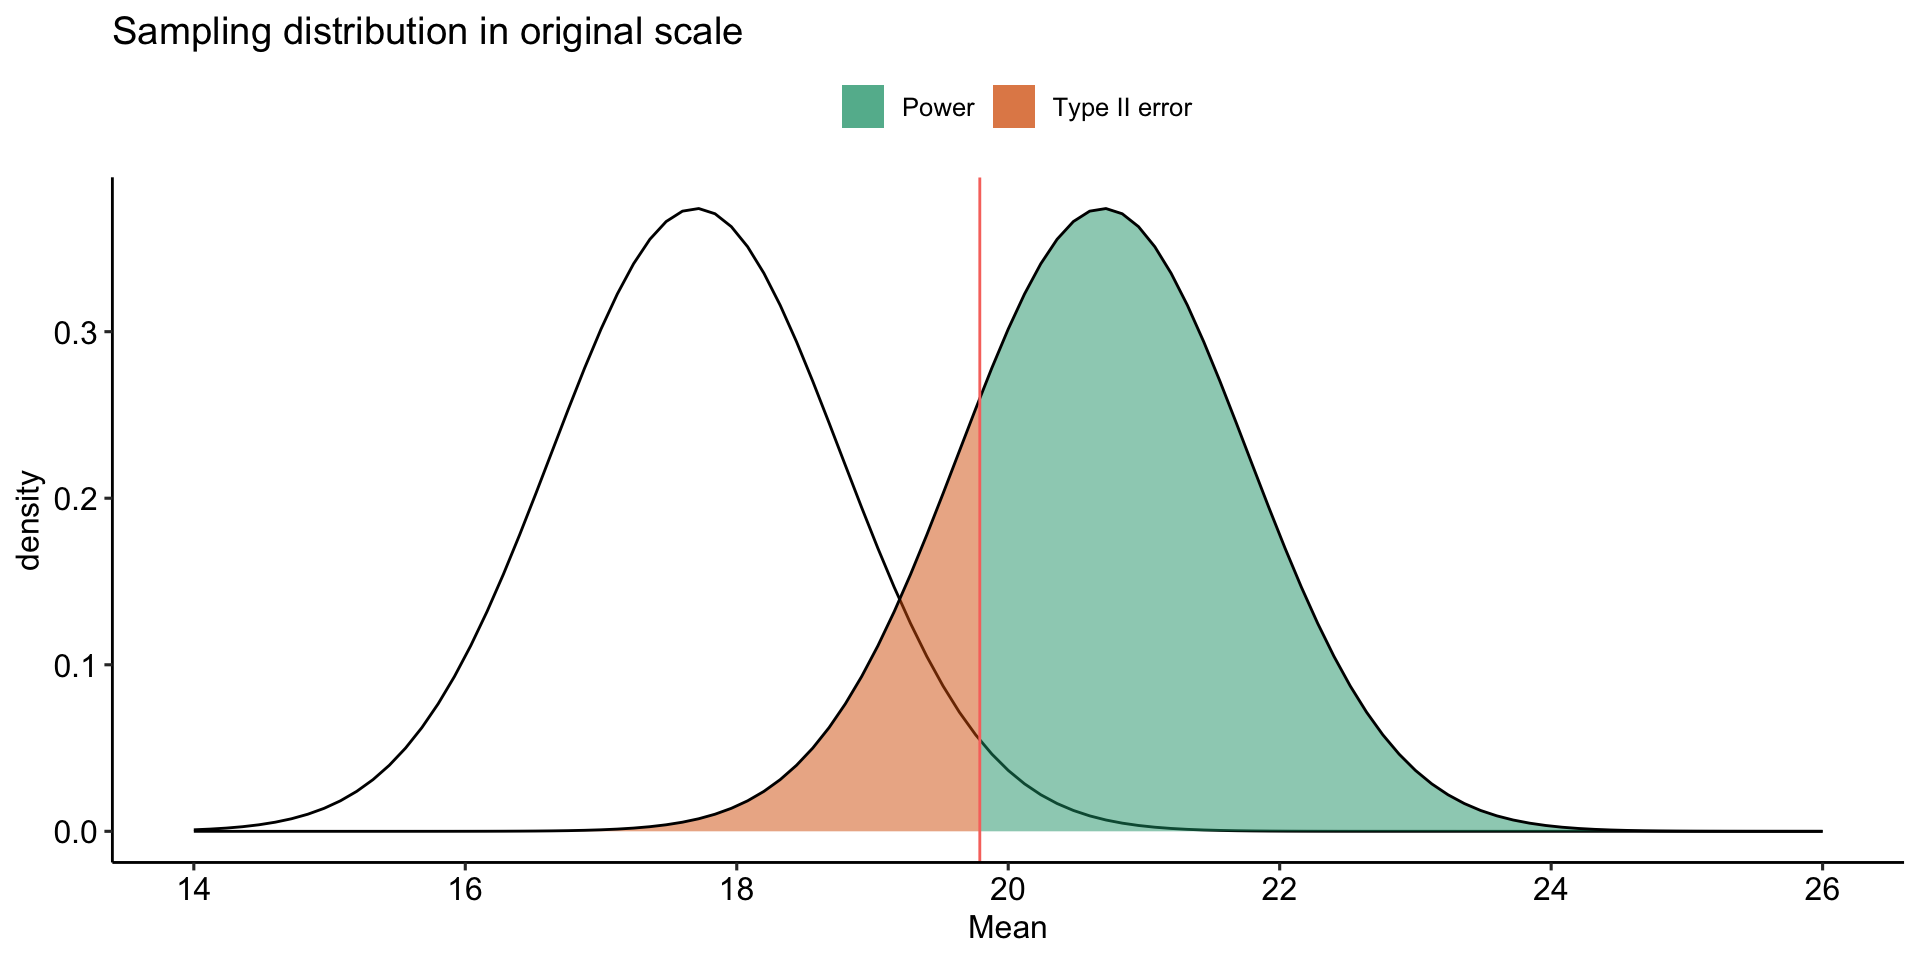 Sampling distribution in original scale
Power Type II error
density
0.3
0.2
0.1
0.0
14 16 18 20 22 24 26
Mean